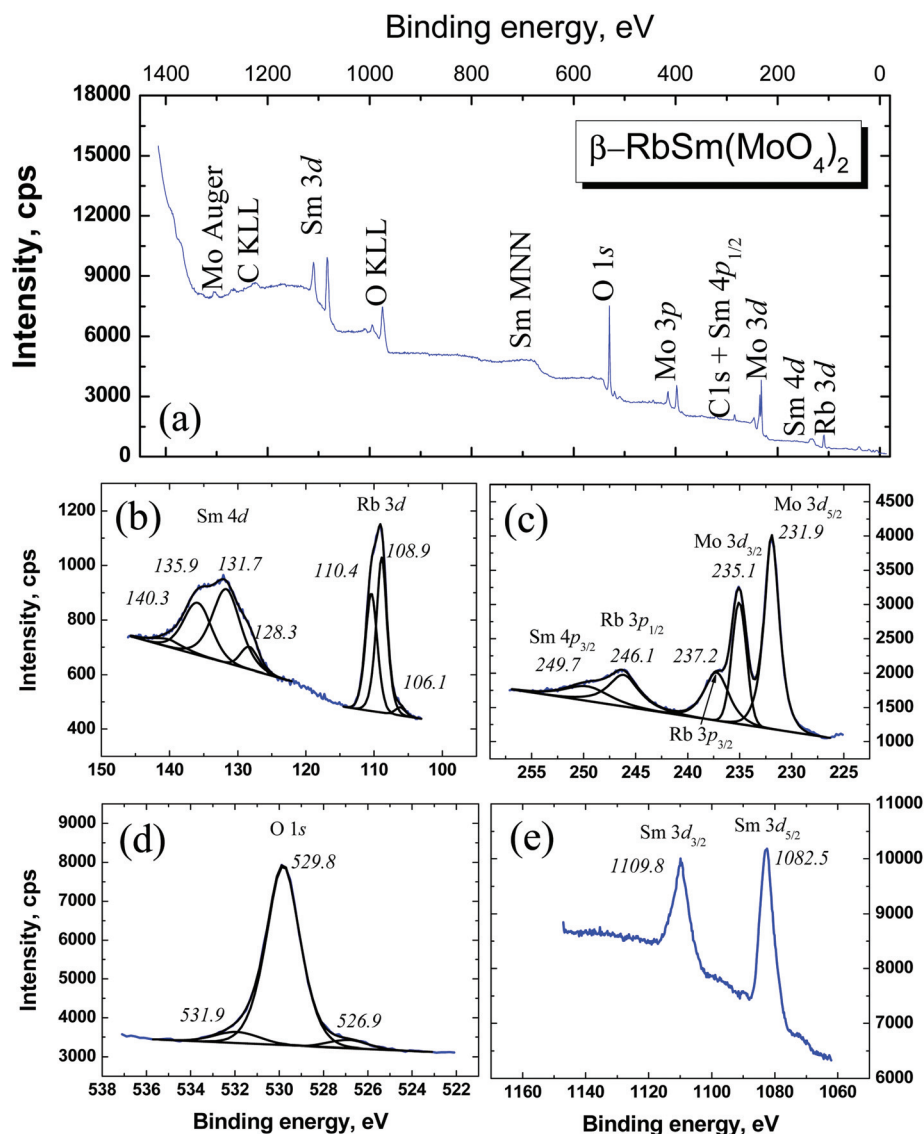 Binding energy, eV
1400 1200 1000 800 600 400 200 0
18000
15000
12000
9000
6000
3000
0
Intensity, cps
β–RbSm(MoO₄)₂
Mo Auger
C KLL
Sm 3d
O KLL
Sm MNN
O 1s
Mo 3p
C1s + Sm 4p₁/₂
Mo 3d
Sm 4d
Rb 3d
(a)
(b)
Sm 4d
Rb 3d
140.3
135.9
131.7
128.3
110.4
108.9
106.1
1200
1000
800
600
400
Intensity, cps
150 140 130 120 110 100
(c)
Mo 3d₅/₂
231.9
Mo 3d₃/₂
235.1
Rb 3p₁/₂
246.1
Sm 4p₃/₂
249.7
237.2
Rb 3p₃/₂
4500
4000
3500
3000
2500
2000
1500
1000
255 250 245 240 235 230 225
(d)
O 1s
529.8
531.9
526.9
9000
8000
7000
6000
5000
4000
3000
Intensity, cps
538 536 534 532 530 528 526 524 522
Binding energy, eV
(e)
Sm 3d₃/₂
1109.8
Sm 3d₅/₂
1082.5
11000
10000
9000
8000
7000
6000
1160 1140 1120 1100 1080 1060
Binding energy, eV